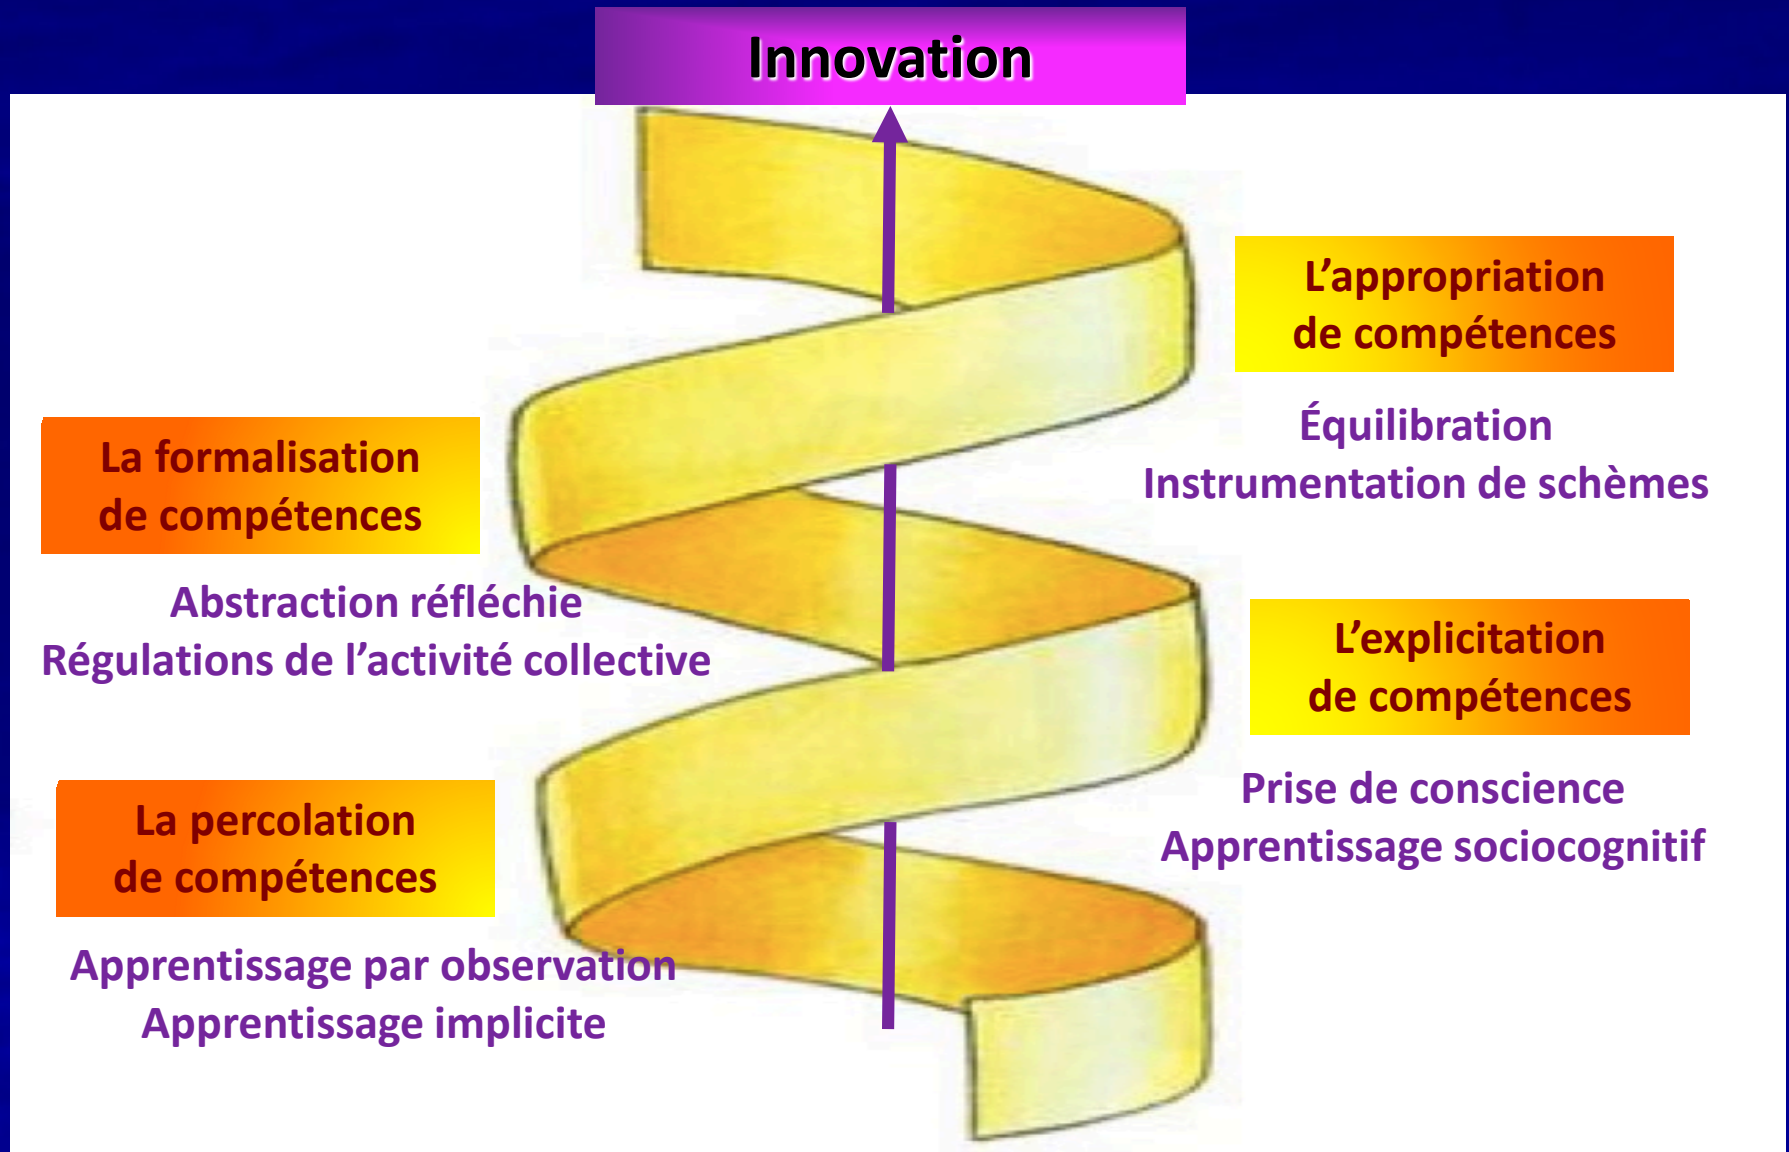 Innovation
L’appropriation
de compétences
Équilibration
Instrumentation de schèmes
La formalisation
de compétences
Abstraction réfléchie
Régulations de l’activité collective
L’explicitation
de compétences
Prise de conscience
Apprentissage sociocognitif
La percolation
de compétences
Apprentissage par observation
Apprentissage implicite